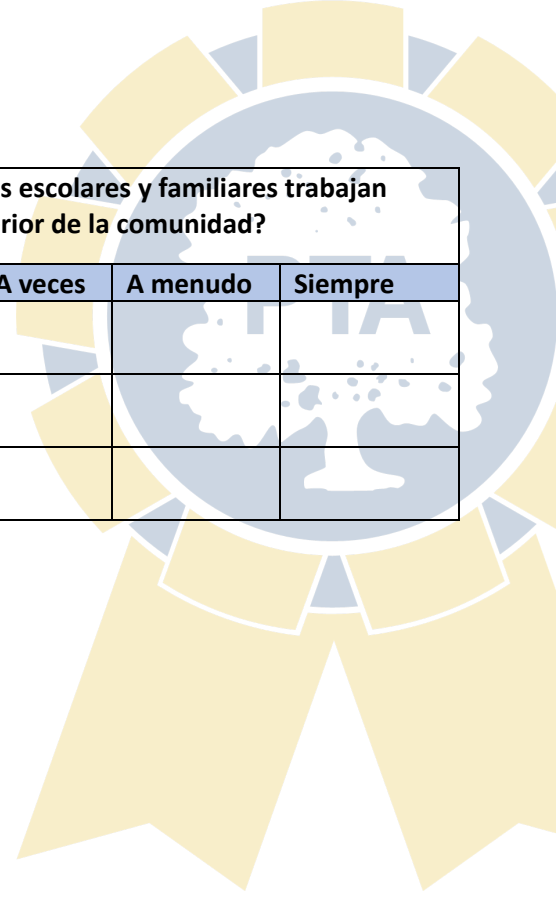 s escolares y familiares trabajan
rior de la comunidad?
A veces A menudo Siempre
PTA